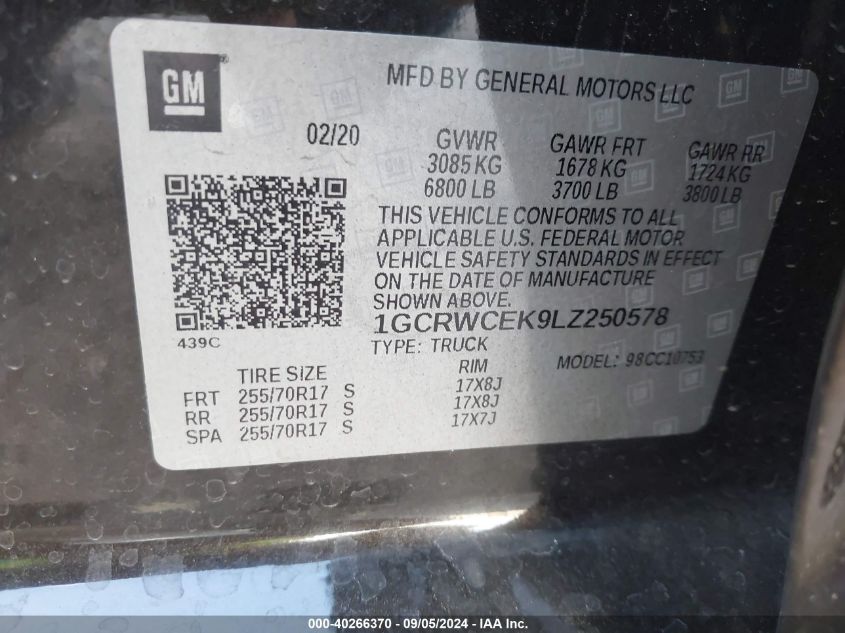 GM
MFD BY GENERAL MOTORS LLC
02/20
GVWR
3085 KG
6800 LB
GAWR FRT
1678 KG
3700 LB
GAWR RR
1724 KG
3800 LB
THIS VEHICLE CONFORMS TO ALL
APPLICABLE U.S. FEDERAL MOTOR
VEHICLE SAFETY STANDARDS IN EFFECT
ON THE DATE OF MANUFACTURE
SHOWN ABOVE.
1GCRWCEK9LZ250578
439C
TYPE: TRUCK
MODEL: 98CC10753
TIRE SIZE RIM
FRT 255/70R17 S 17X8J
RR 255/70R17 S 17X8J
SPA 255/70R17 S 17X7J
000-40266370 - 09/05/2024 - IAA Inc.